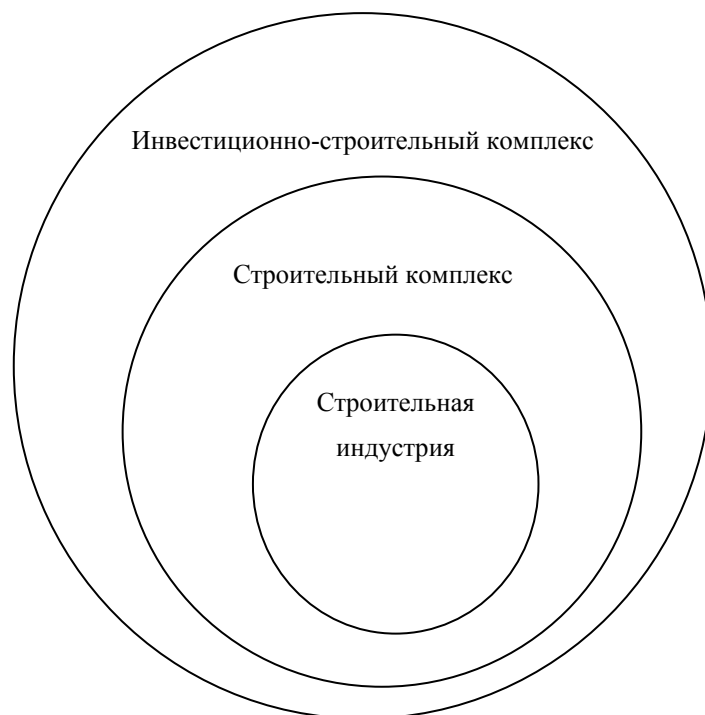 Инвестиционно-строительный комплекс
Строительный комплекс
Строительная
индустрия